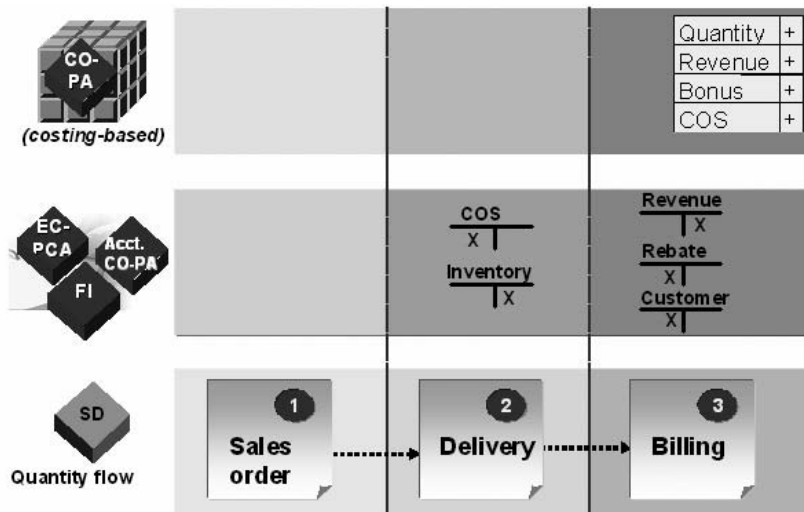 CO-
PA
(costing-based)
Quantity +
Revenue +
Bonus +
COS +
EC-
PCA
Acct.
CO-PA
FI
COS
X
Inventory
X
Revenue
X
Rebate
X
Customer
X
SD
Quantity flow
1
Sales
order
2
Delivery
3
Billing